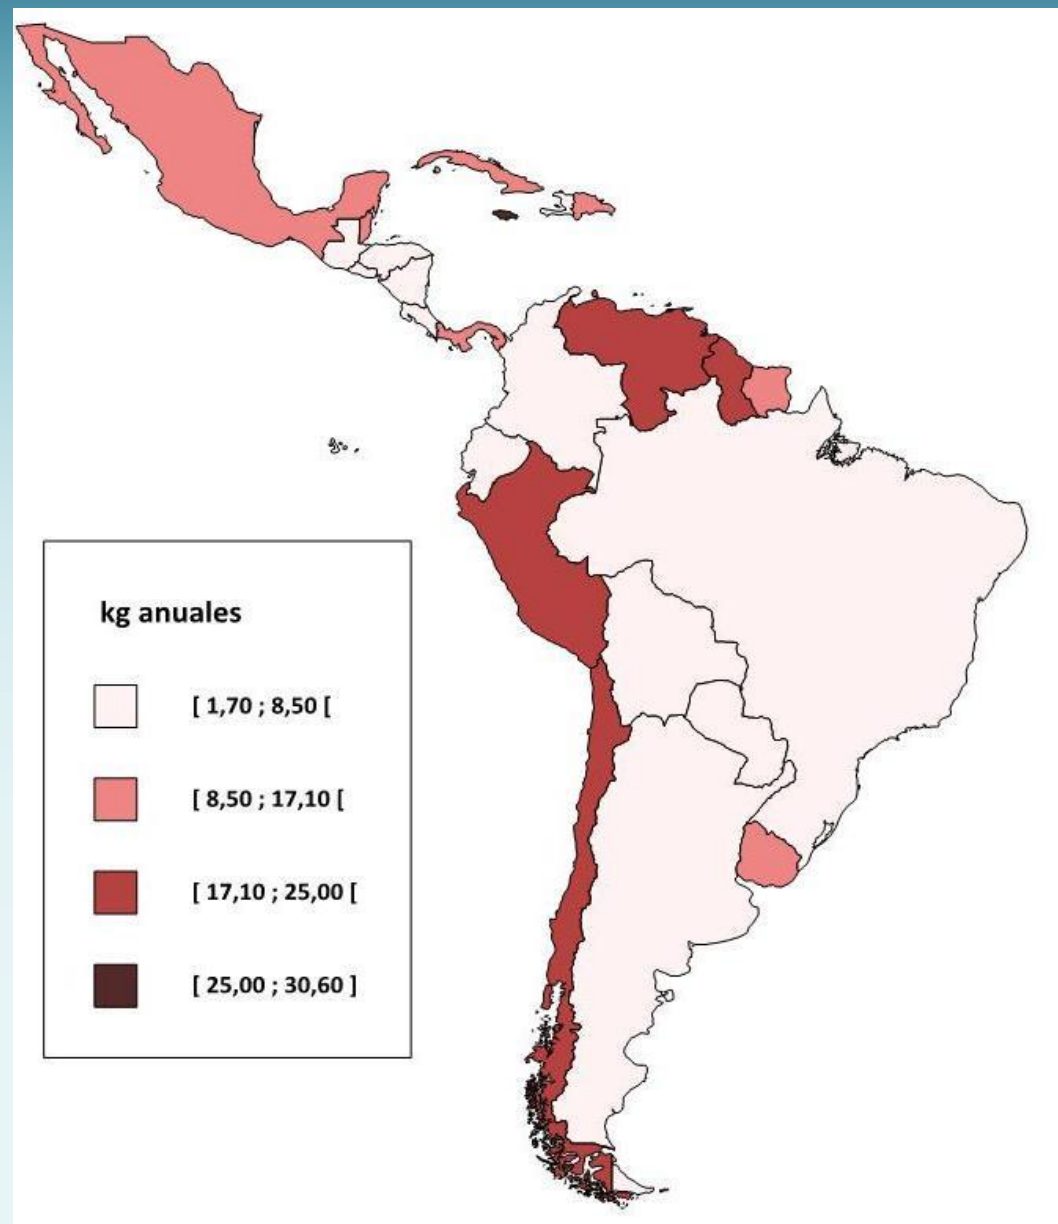 kg anuales
[ 1,70 ; 8,50 [
[ 8,50 ; 17,10 [
[ 17,10 ; 25,00 [
[ 25,00 ; 30,60 ]